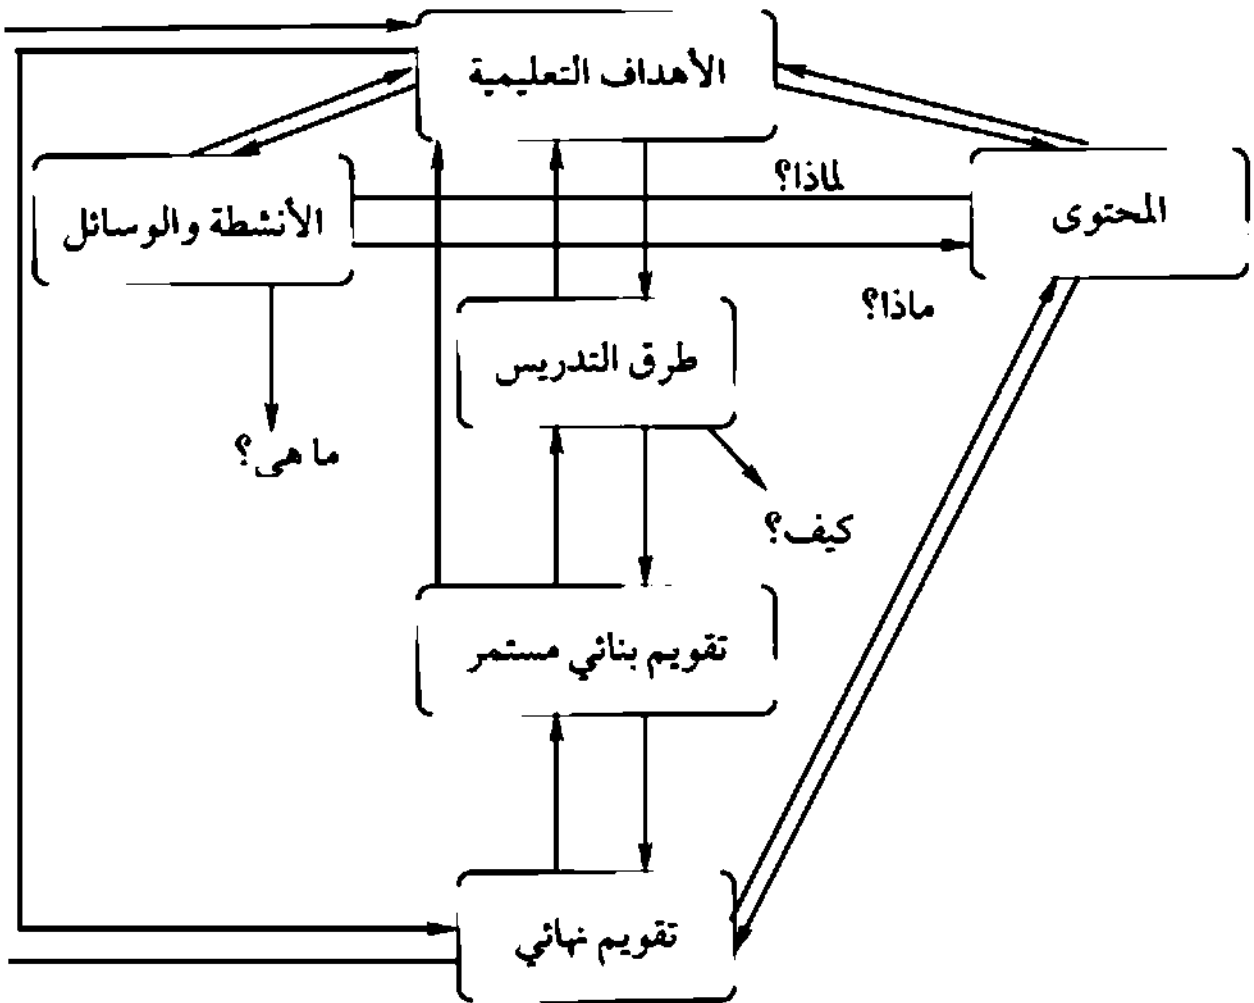 الأهداف التعليمية
لماذا؟
المحتوى
الأنشطة والوسائل
ماذا؟
طرق التدريس
ما هي؟
كيف؟
تقويم بنائي مستمر
تقويم نهائي